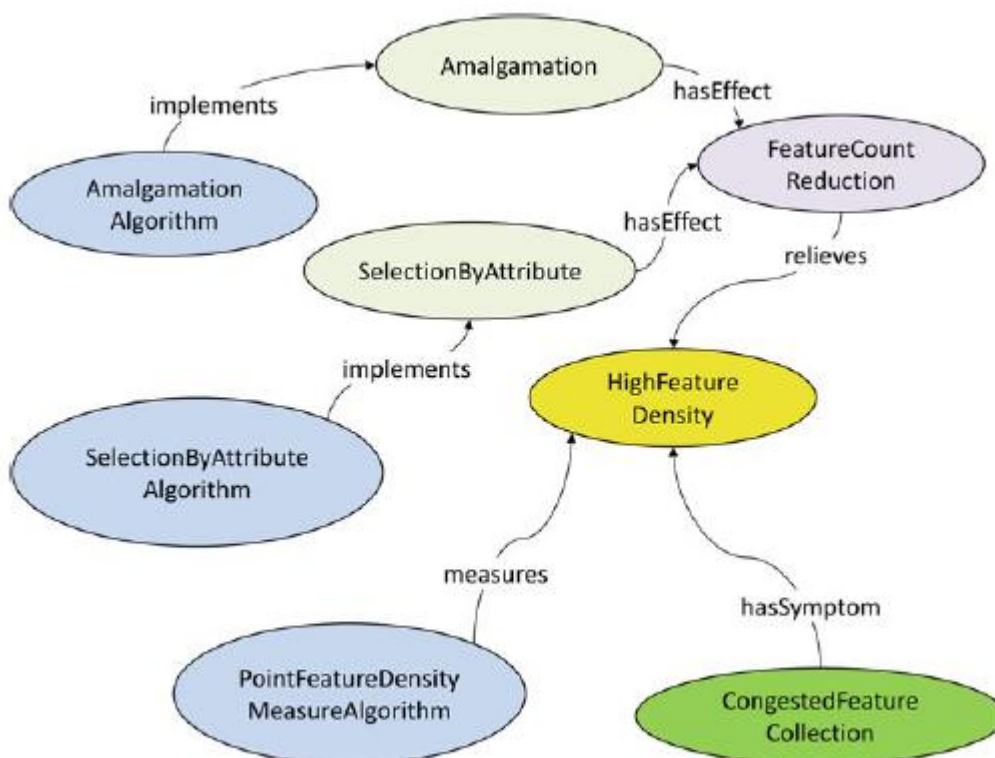 Amalgamation
implements
hasEffect
FeatureCount
Reduction
Amalgamation
Algorithm
hasEffect
SelectionByAttribute
relieves
implements
HighFeature
Density
SelectionByAttribute
Algorithm
measures
hasSymptom
PointFeatureDensity
MeasureAlgorithm
CongestedFeature
Collection